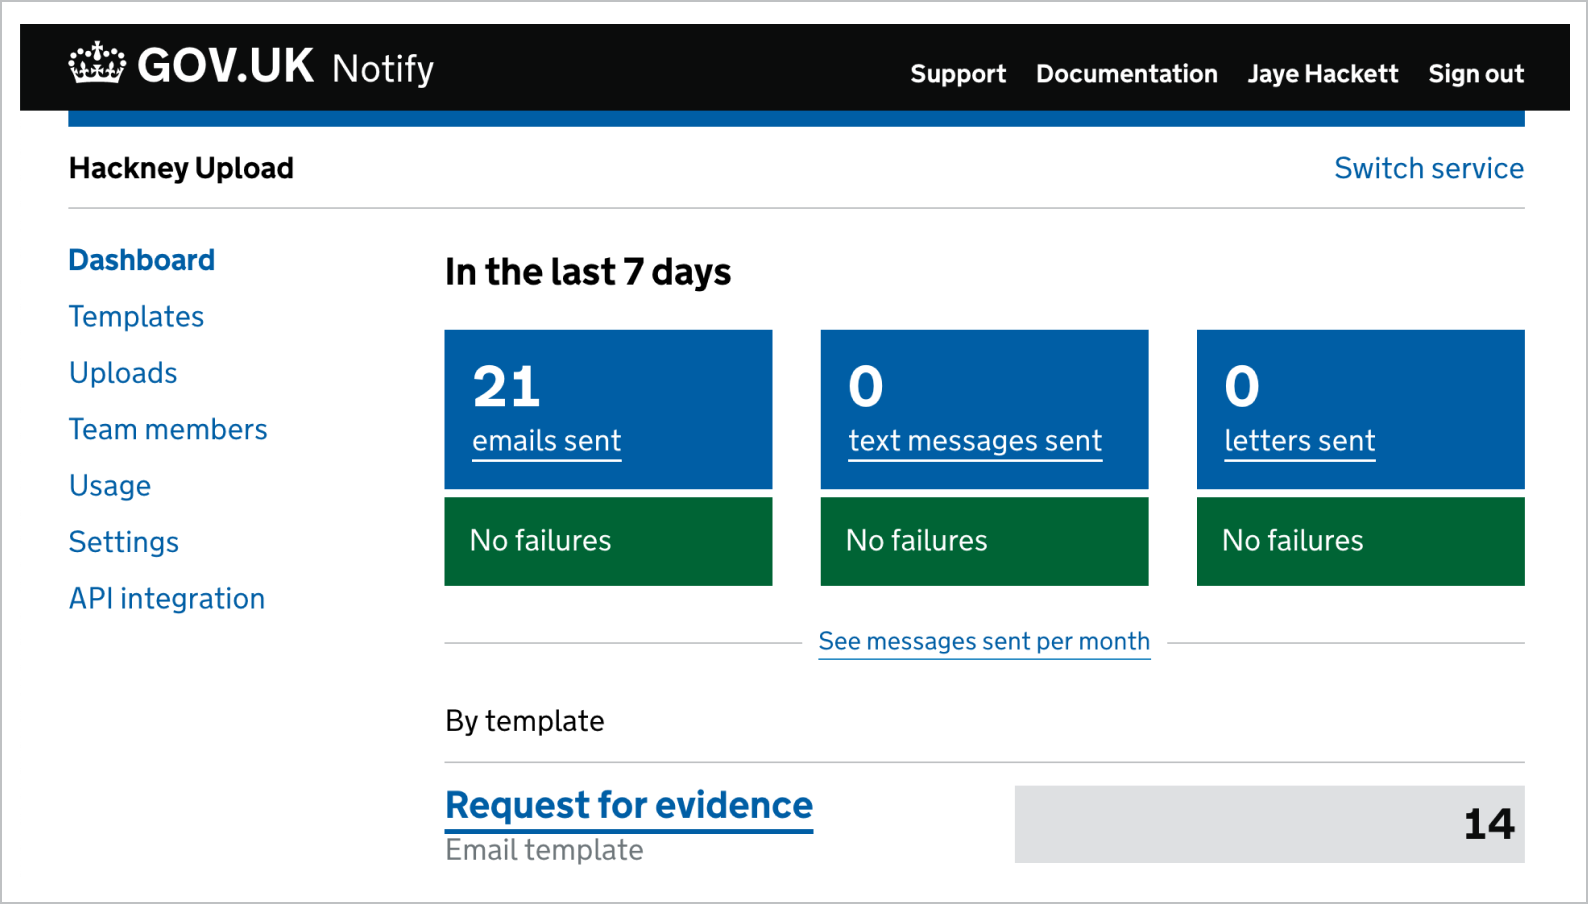 GOV.UK Notify
Support Documentation Jaye Hackett Sign out
Hackney Upload
Switch service
Dashboard
Templates
Uploads
Team members
Usage
Settings
API integration
In the last 7 days
21
emails sent
No failures
0
text messages sent
No failures
0
letters sent
No failures
See messages sent per month
By template
Request for evidence
Email template
14